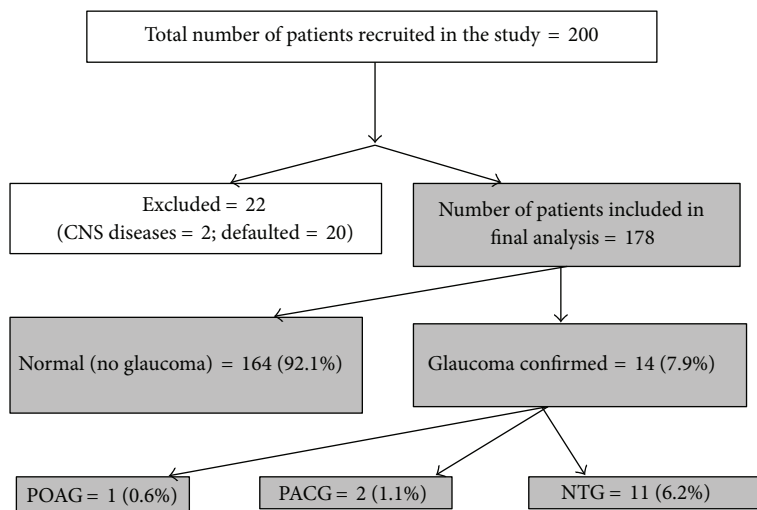 Total number of patients recruited in the study = 200
Excluded = 22
(CNS diseases = 2; defaulted = 20)
Number of patients included in
final analysis = 178
Normal (no glaucoma) = 164 (92.1%)
Glaucoma confirmed = 14 (7.9%)
POAG = 1 (0.6%)
PACG = 2 (1.1%)
NTG = 11 (6.2%)